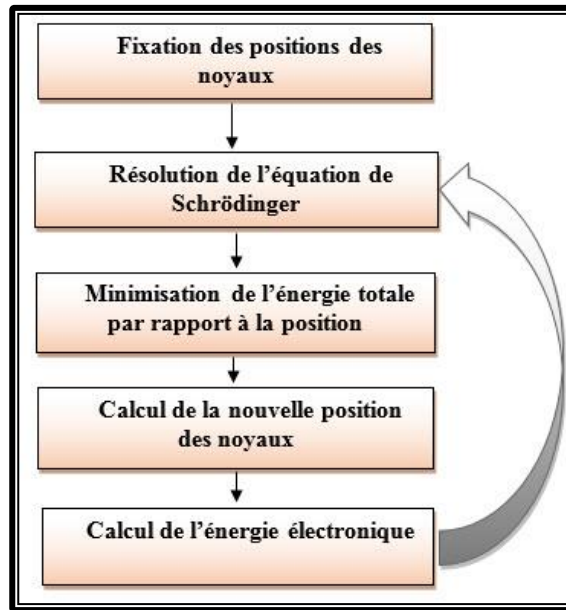 Fixation des positions des
noyaux
Résolution de l’équation de
Schrödinger
Minimisation de l’énergie totale
par rapport à la position
Calcul de la nouvelle position
des noyaux
Calcul de l’énergie électronique